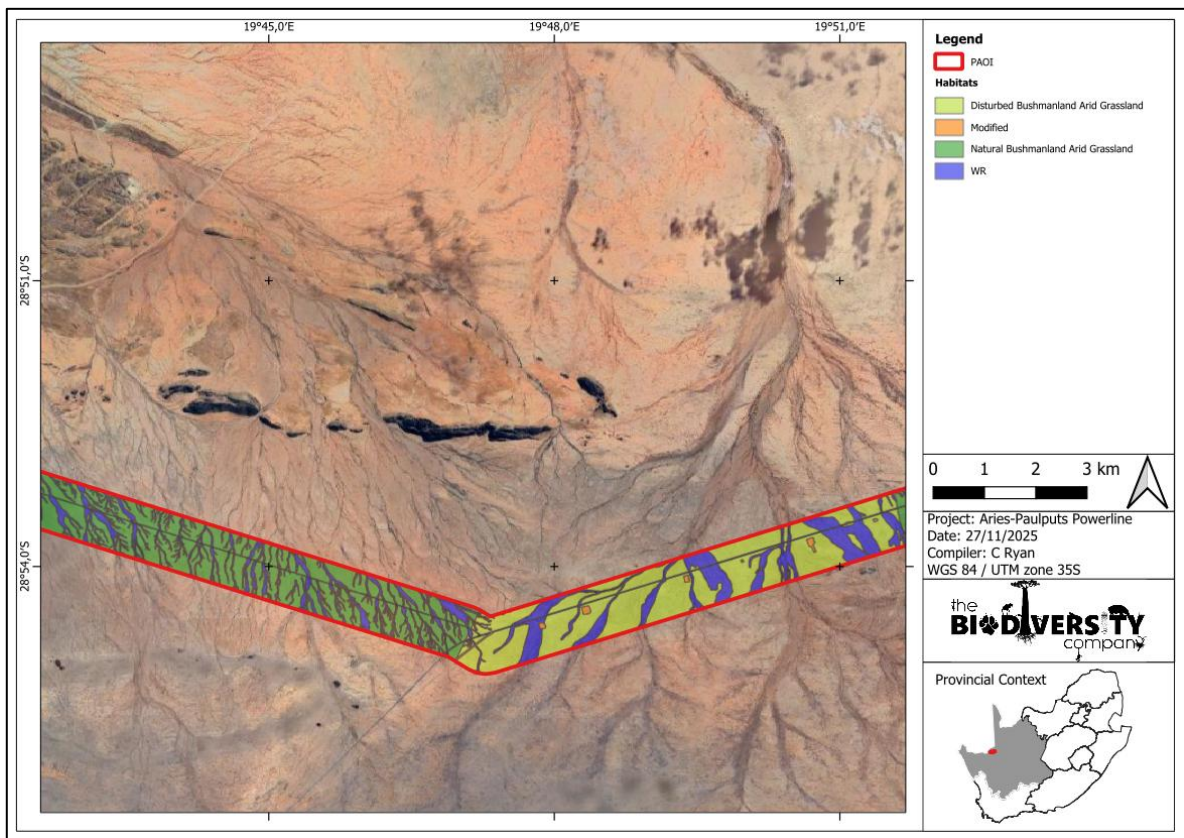 19°45,0'E
19°48,0'E
19°51,0'E
28°51,0'S
28°54,0'S
Legend
PAOI
Habitats
Disturbed Bushmanland Arid Grassland
Modified
Natural Bushmanland Arid Grassland
WR
0 1 2 3 km
Project: Aries-Paulputs Powerline
Date: 27/11/2025
Compiler: C Ryan
WGS 84 / UTM zone 35S
the
BIODIVERSITY
company
Provincial Context